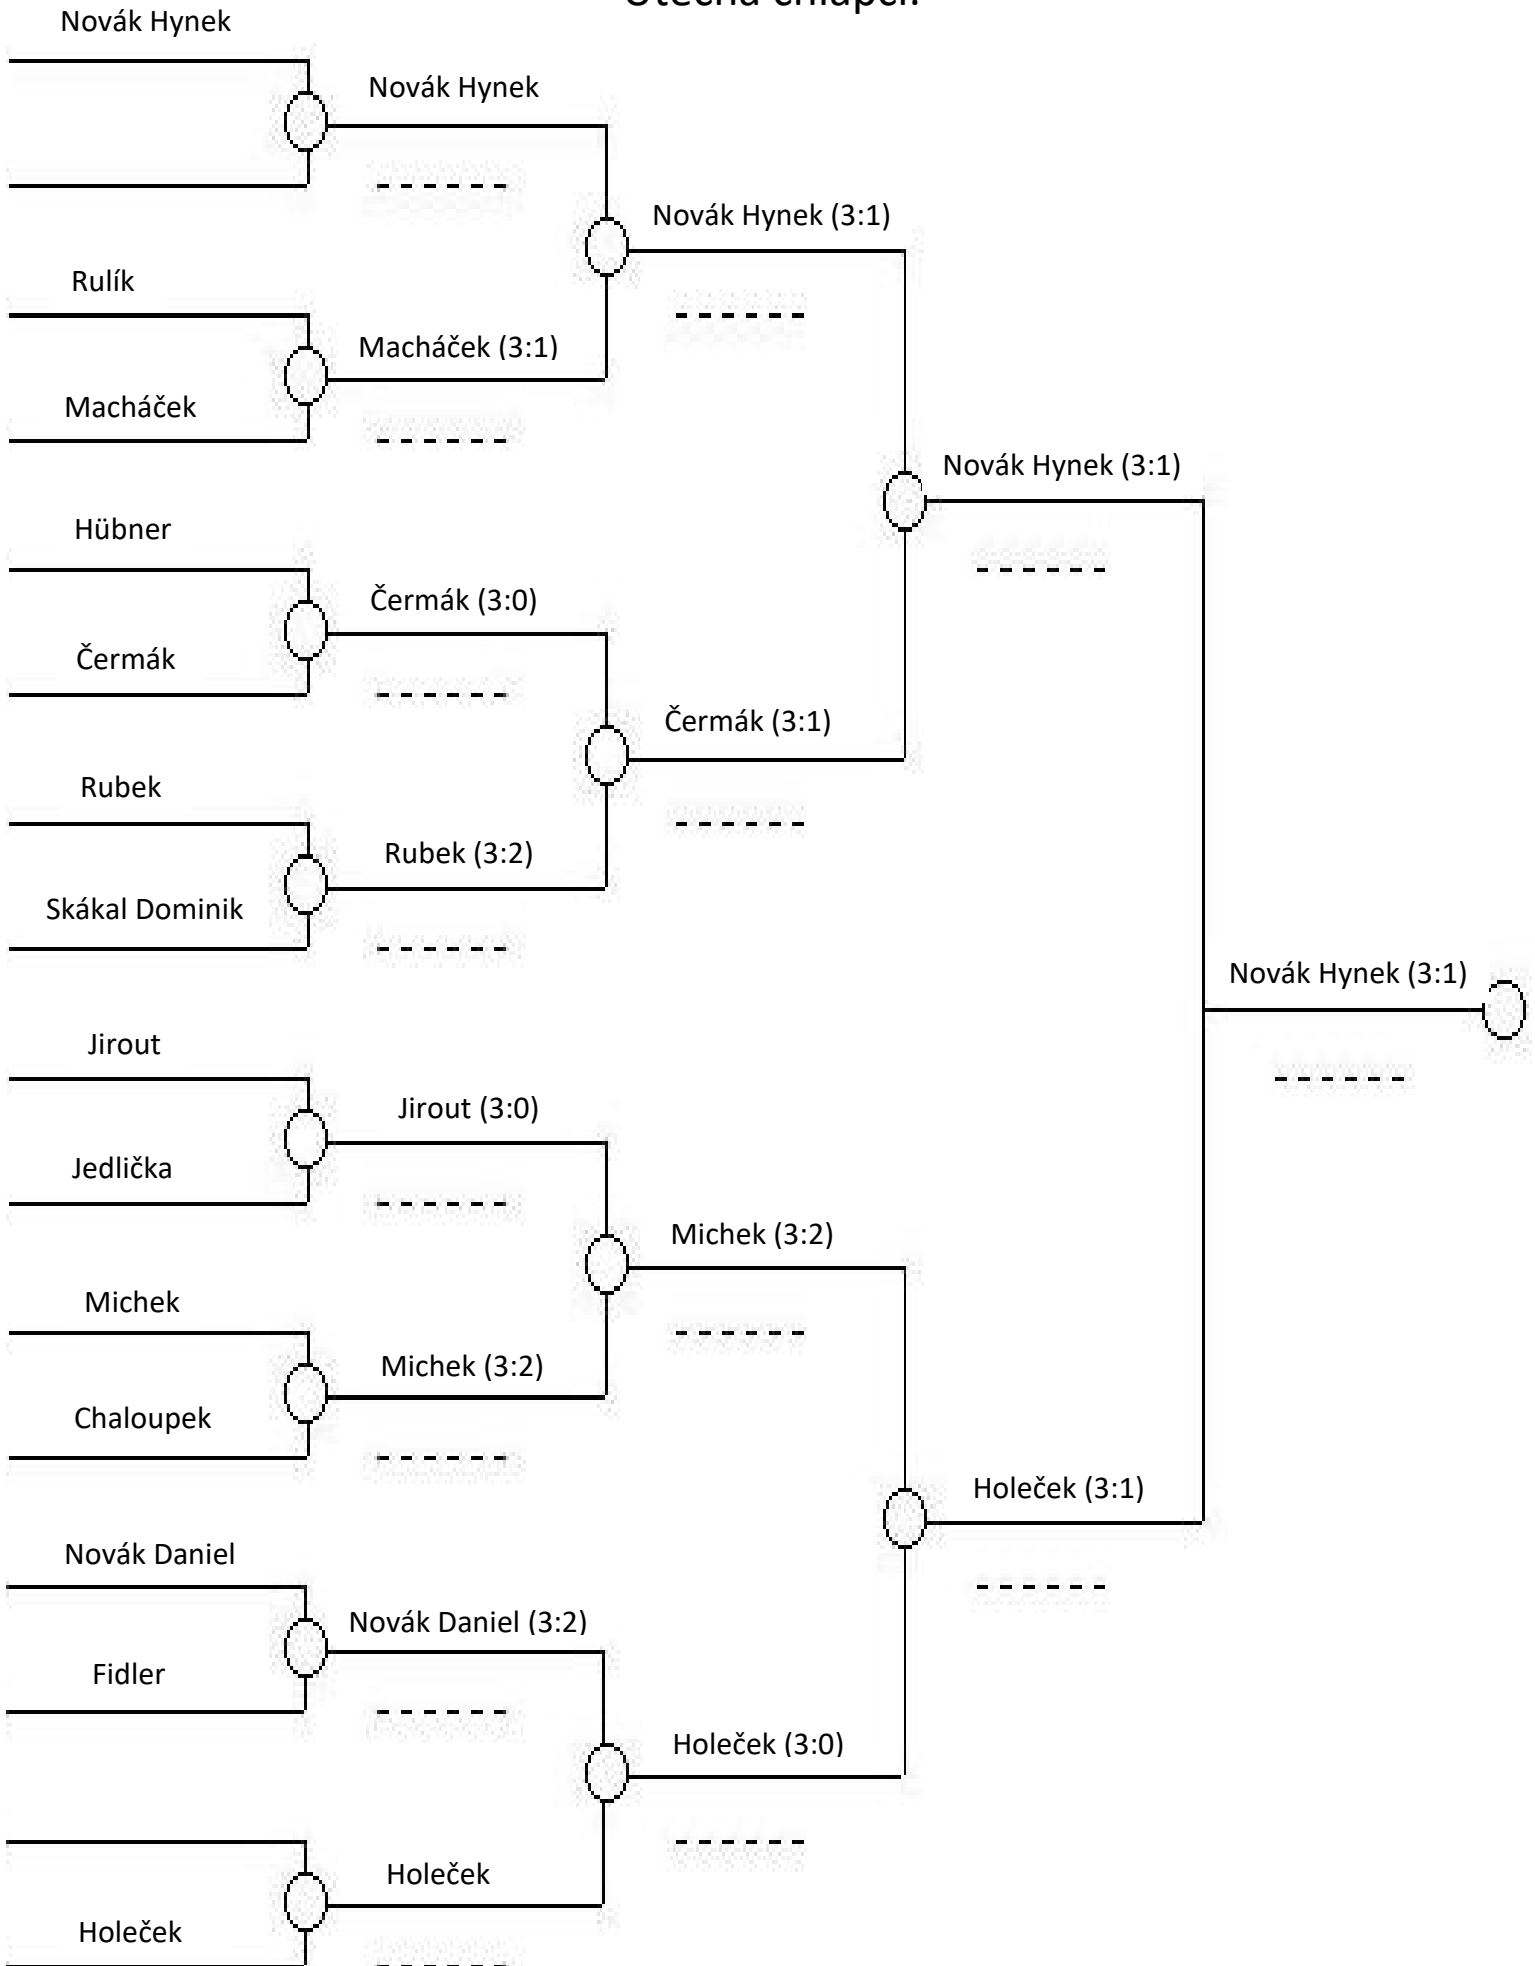 Novák Hynek
Novák Hynek
Novák Hynek (3:1)
Rulík
Macháček (3:1)
Macháček
Novák Hynek (3:1)
Hübner
Čermák (3:0)
Čermák
Čermák (3:1)
Rubek
Rubek (3:2)
Skákal Dominik
Novák Hynek (3:1)
Jirout
Jirout (3:0)
Jedlička
Michek (3:2)
Michek
Michek (3:2)
Chaloupek
Holeček (3:1)
Novák Daniel
Novák Daniel (3:2)
Fidler
Holeček (3:0)
Holeček
Holeček